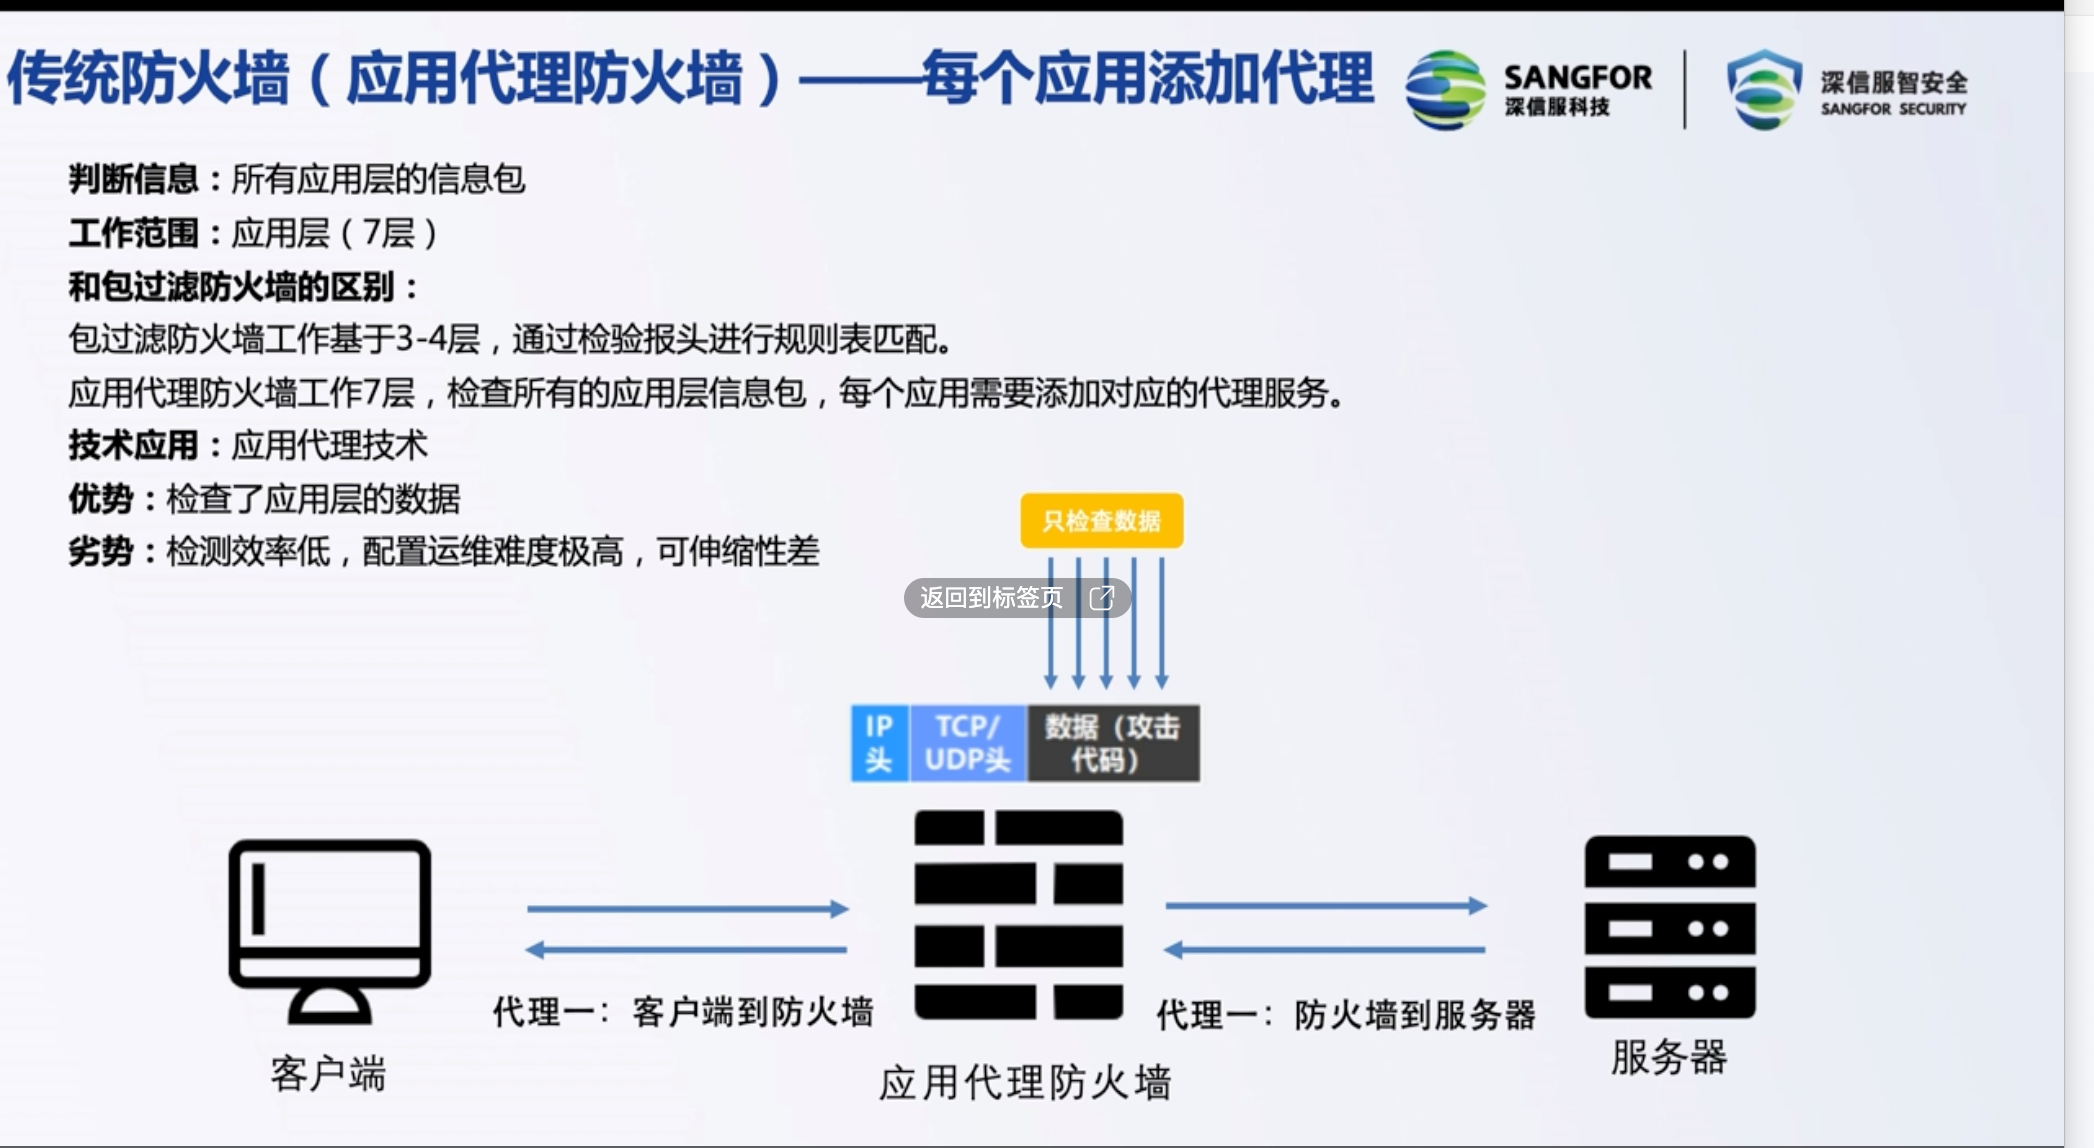 传统防火墙（应用代理防火墙）——每个应用添加代理
SANGFOR
深信服科技
深信服智安全
SANGFOR SECURITY
判断信息：所有应用层的信息包
工作范围：应用层（7层）
和包过滤防火墙的区别：
包过滤防火墙工作基于3-4层，通过检验报头进行规则表匹配。
应用代理防火墙工作7层，检查所有的应用层信息包，每个应用需要添加对应的代理服务。
技术应用：应用代理技术
优势：检查了应用层的数据
劣势：检测效率低，配置运维难度极高，可伸缩性差
只检查数据
返回到标签页
IP
头
TCP/
UDP头
数据（攻击
代码）
代理一：客户端到防火墙
代理一：防火墙到服务器
客户端
应用代理防火墙
服务器